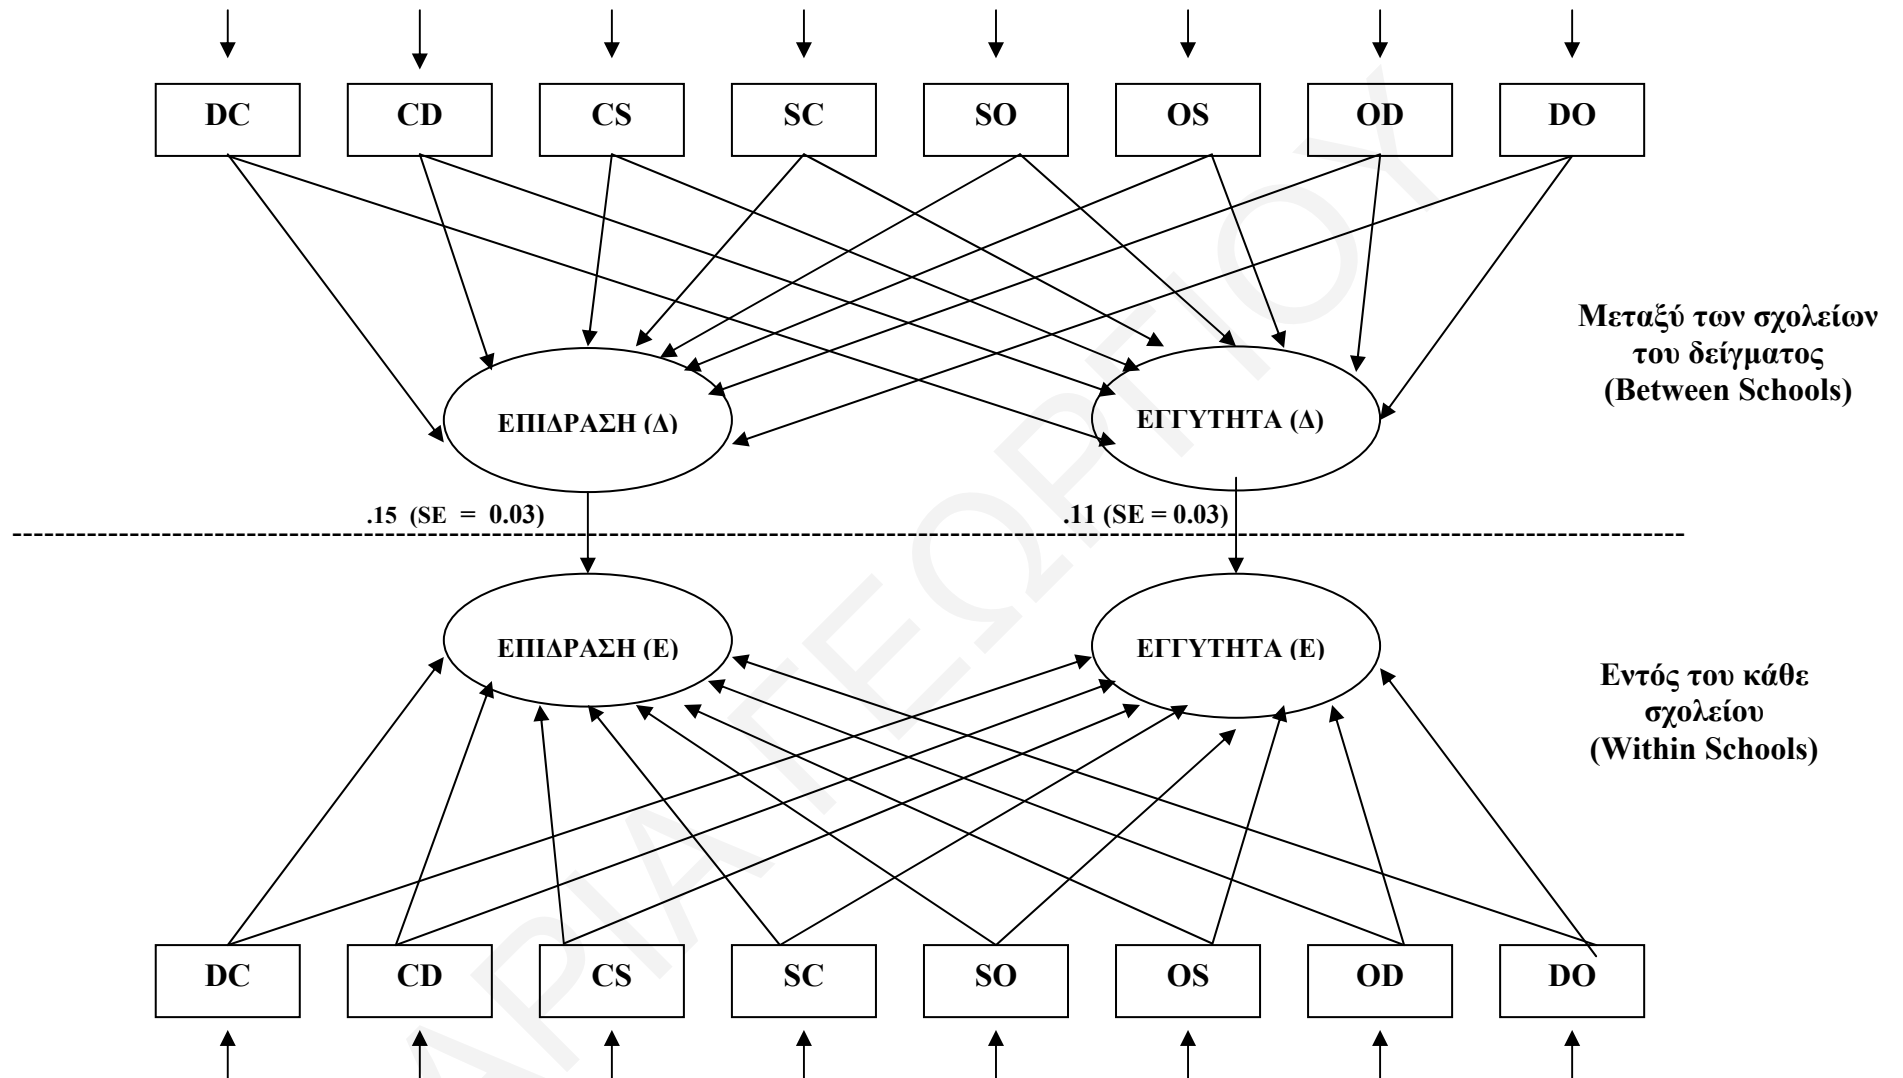 DC CD CS SC SO OS OD DO
Μεταξύ των σχολείων
του δείγματος
(Between Schools)
ΕΠΙΔΡΑΣΗ (Δ) ΕΓΓΥΤΗΤΑ (Δ)
.15 (SE = 0.03) .11 (SE = 0.03)
ΕΠΙΔΡΑΣΗ (Ε) ΕΓΓΥΤΗΤΑ (Ε)
Εντός του κάθε
σχολείου
(Within Schools)
DC CD CS SC SO OS OD DO
ΑΡΙΑ ΓΕΩΡΓΙΟΥ